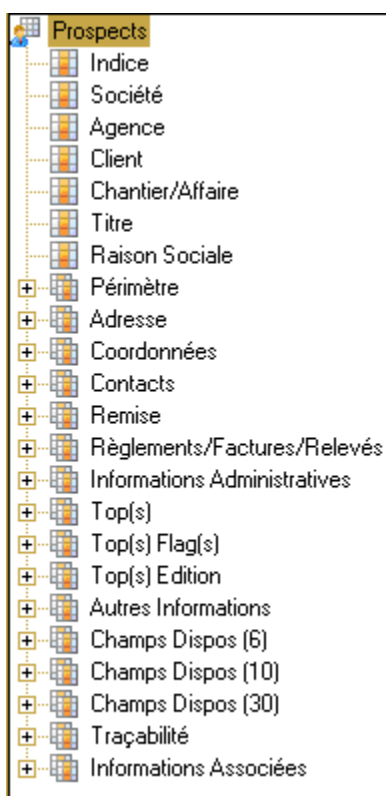 Prospects
Indice
Société
Agence
Client
Chantier/Affaire
Titre
Raison Sociale
Périmètre
Adresse
Coordonnées
Contacts
Remise
Règlements/Factures/Relevés
Informations Administratives
Top(s)
Top(s) Flag(s)
Top(s) Edition
Autres Informations
Champs Dispos (6)
Champs Dispos (10)
Champs Dispos (30)
Traçabilité
Informations Associées